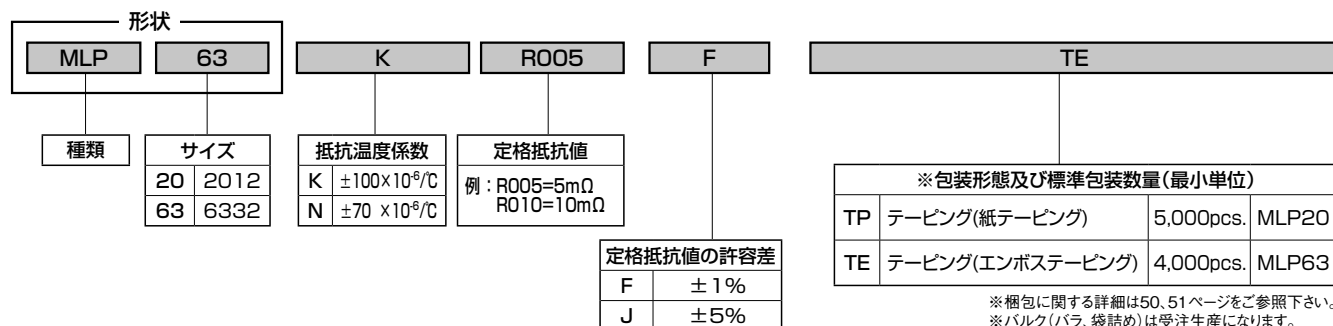 形状
MLP 63 K R005 F TE
種類
サイズ
20 2012
63 6332
抵抗温度係数
K ±100×10⁻⁶/℃
N ±70 ×10⁻⁶/℃
定格抵抗値
例：R005=5mΩ
R010=10mΩ
定格抵抗値の許容差
F ±1%
J ±5%
※包装形態及び標準包装数量(最小単位)
TP テーピング(紙テーピング) 5,000pcs. MLP20
TE テーピング(エンボステーピング) 4,000pcs. MLP63
※梱包に関する詳細は50、51ページをご参照下さい。
※バルク(バラ、袋詰め)は受注生産になります。